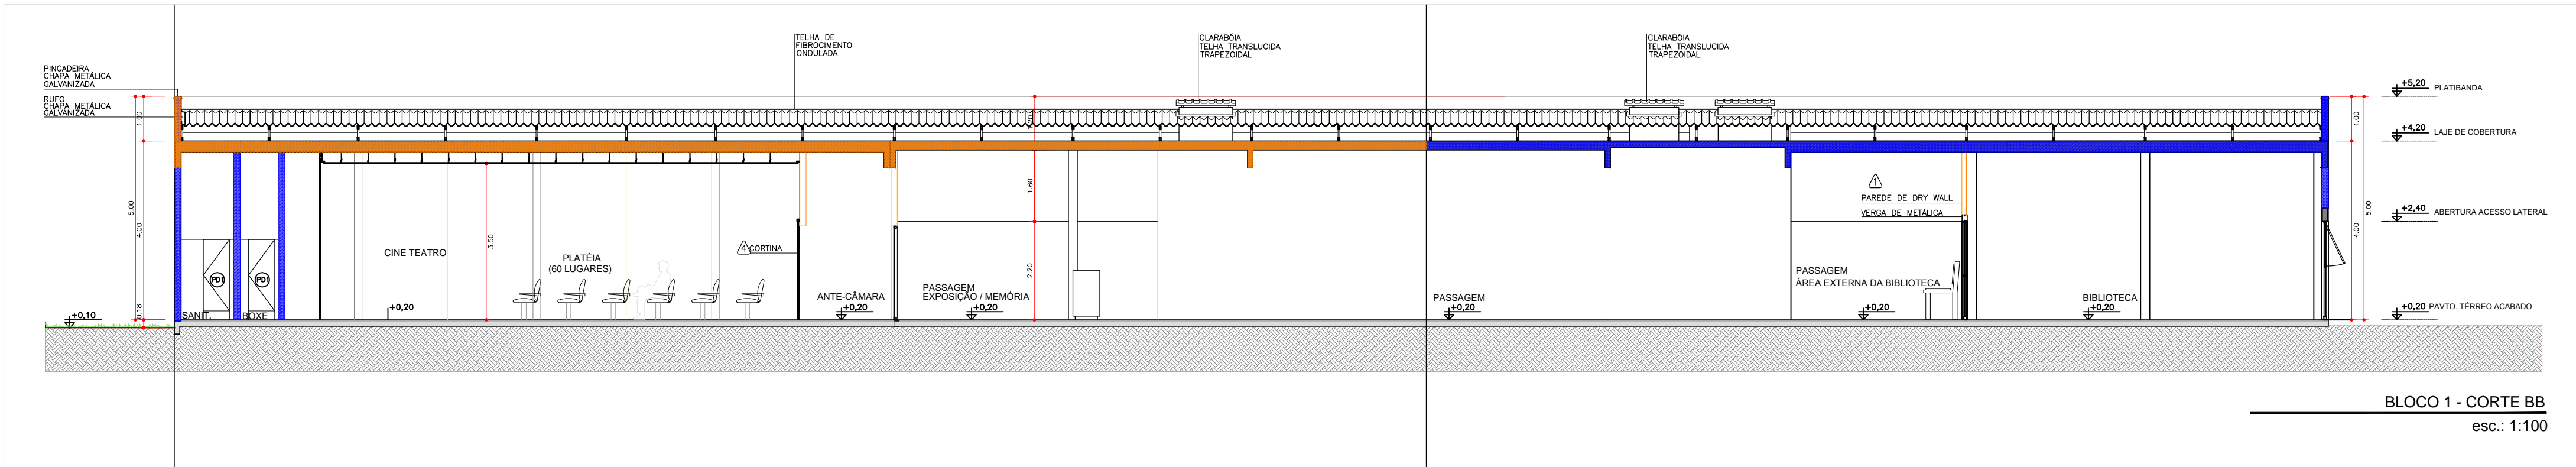 TELHA DE
FIBROCIMENTO
ONDULADA
CLARABÓIA
TELHA TRANSLUCIDA
TRAPEZOIDAL
CLARABÓIA
TELHA TRANSLUCIDA
TRAPEZOIDAL
PINGADEIRA
CHAPA METÁLICA
GALVANIZADA
RUFO
CHAPA METÁLICA
GALVANIZADA
+5,20 PLATIBANDA
1.00
1.20
1.00
+4,20 LAJE DE COBERTURA
5.00
4.00
0.18
3.50
1.60
2.20
1
PAREDE DE DRY WALL
VERGA DE METÁLICA
5.00
4.00
+2,40 ABERTURA ACESSO LATERAL
CINE TEATRO
PLATÉIA
(60 LUGARES)
4 CORTINA
PD1
PD1
PASSAGEM
ÁREA EXTERNA DA BIBLIOTECA
PASSAGEM
EXPOSIÇÃO / MEMÓRIA
ANTE-CÂMARA
PASSAGEM
BIBLIOTECA
+0,10
SANIT.
BOXE
+0,20
+0,20
+0,20
+0,20
+0,20
+0,20
+0,20 PAVTO. TÉRREO ACABADO
BLOCO 1 - CORTE BB
esc.: 1:100